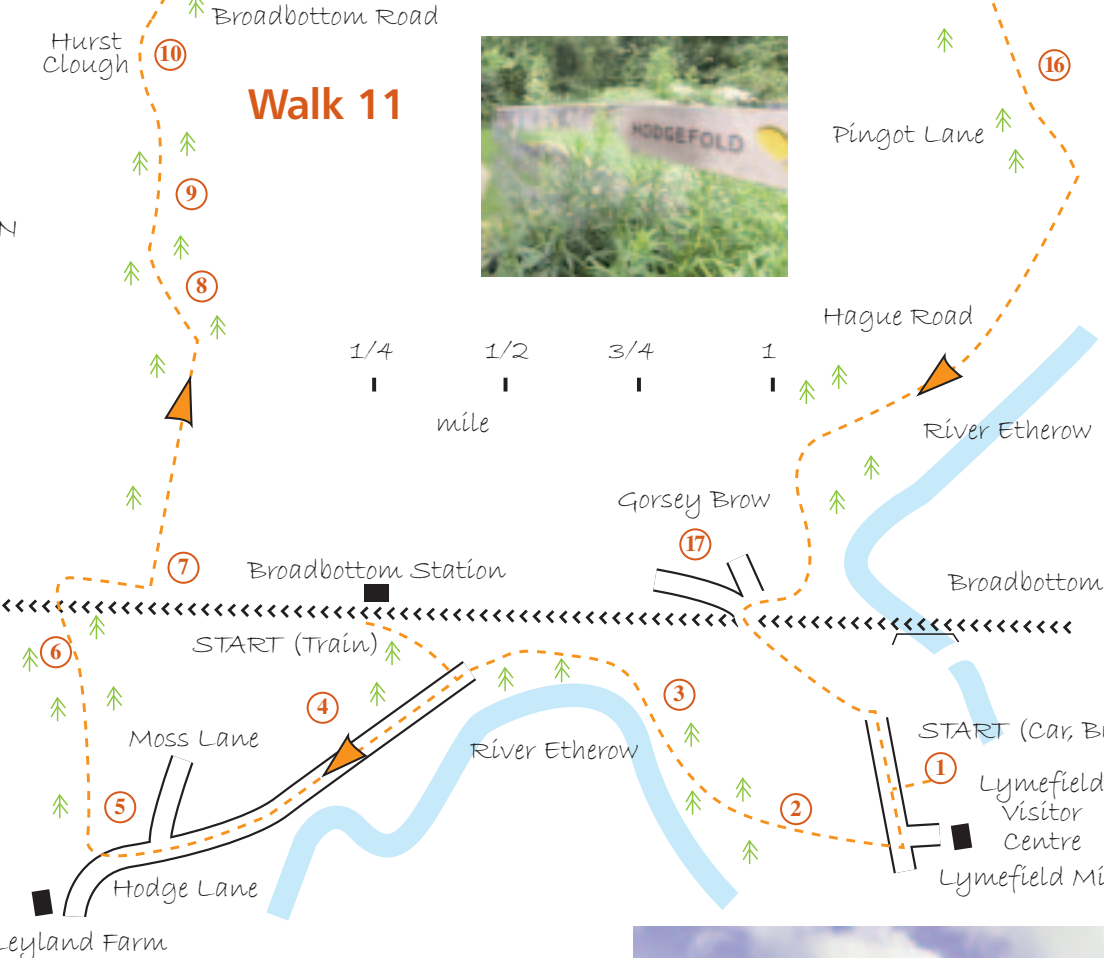 Broadbottom Road
Hurst
Clough
10
16
Walk 11
HODGEFOLD
Pingot Lane
9
N
8
Hague Road
1/4 1/2 3/4 1
mile
River Etherow
Gorsey Brow
17
7
Broadbottom Station
Broadbottom
START (Train)
6
3
4
Moss Lane
River Etherow
START (Car, B
1
Lymefield
Visitor
Centre
5
2
Lymefield Mi
Hodge Lane
Leyland Farm